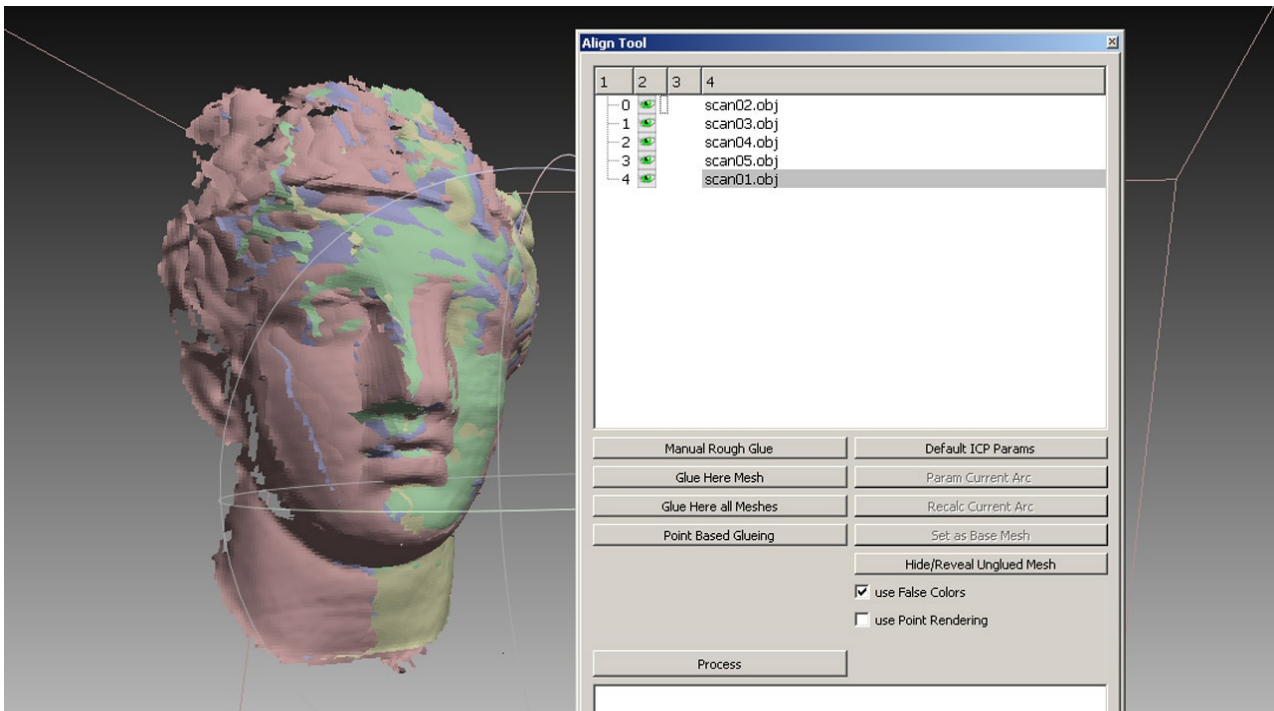 Align Tool
1 2 3 4
0 scan02.obj
1 scan03.obj
2 scan04.obj
3 scan05.obj
4 scan01.obj
Manual Rough Glue Default ICP Params
Glue Here Mesh Param Current Arc
Glue Here all Meshes Recalc Current Arc
Point Based Glueing Set as Base Mesh
Hide/Reveal Unglued Mesh
use False Colors
use Point Rendering
Process